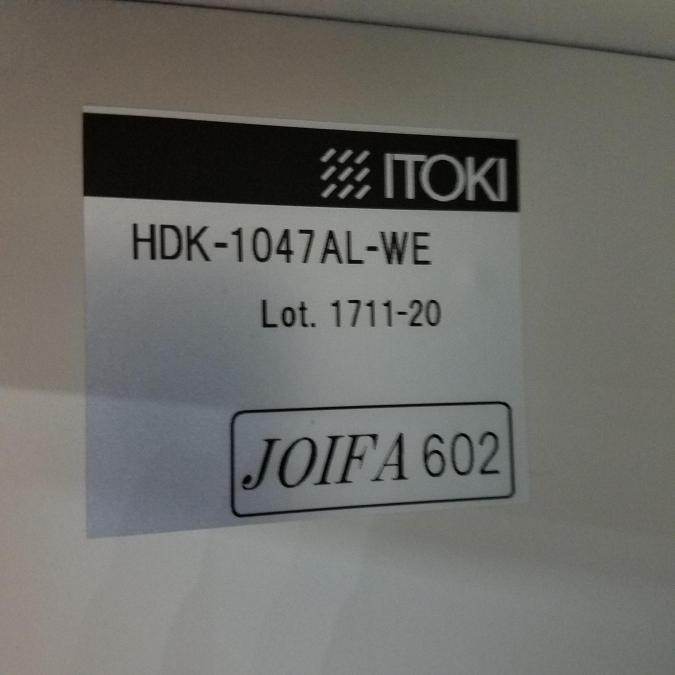 ITOKI
HDK-1047AL-WE
Lot. 1711-20
JOIFA 602